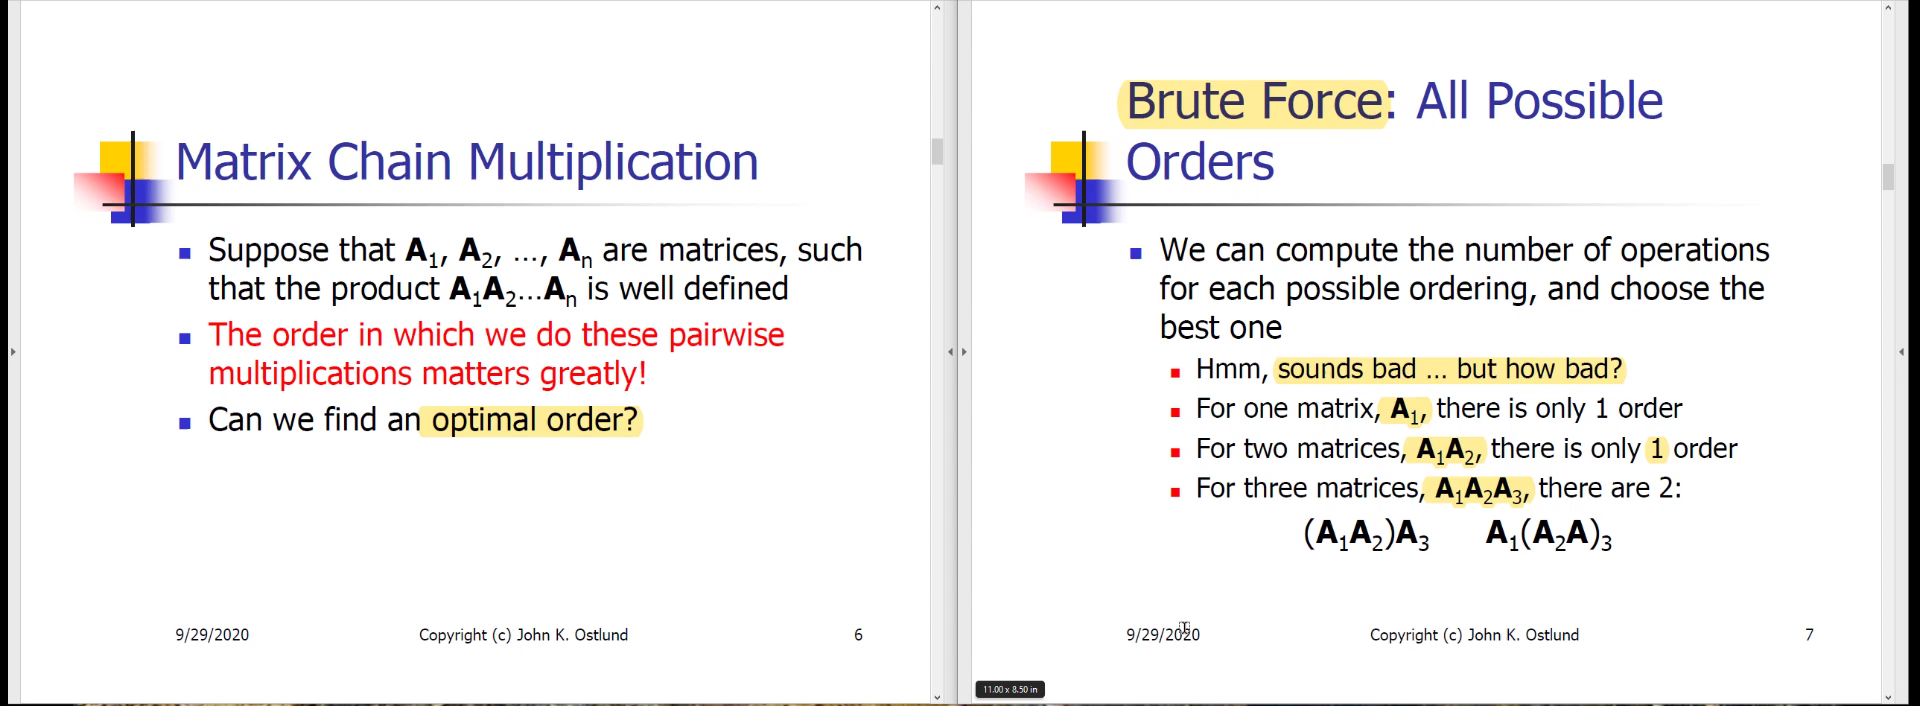 Matrix Chain Multiplication
■ Suppose that A₁, A₂, …, Aₙ are matrices, such
that the product A₁A₂…Aₙ is well defined
■ The order in which we do these pairwise
multiplications matters greatly!
■ Can we find an optimal order?
9/29/2020 Copyright (c) John K. Ostlund 6
Brute Force: All Possible
Orders
■ We can compute the number of operations
for each possible ordering, and choose the
best one
■ Hmm, sounds bad … but how bad?
■ For one matrix, A₁, there is only 1 order
■ For two matrices, A₁A₂, there is only 1 order
■ For three matrices, A₁A₂A₃, there are 2:
(A₁A₂)A₃ A₁(A₂A)₃
9/29/2020 Copyright (c) John K. Ostlund 7
11.00 x 8.50 in